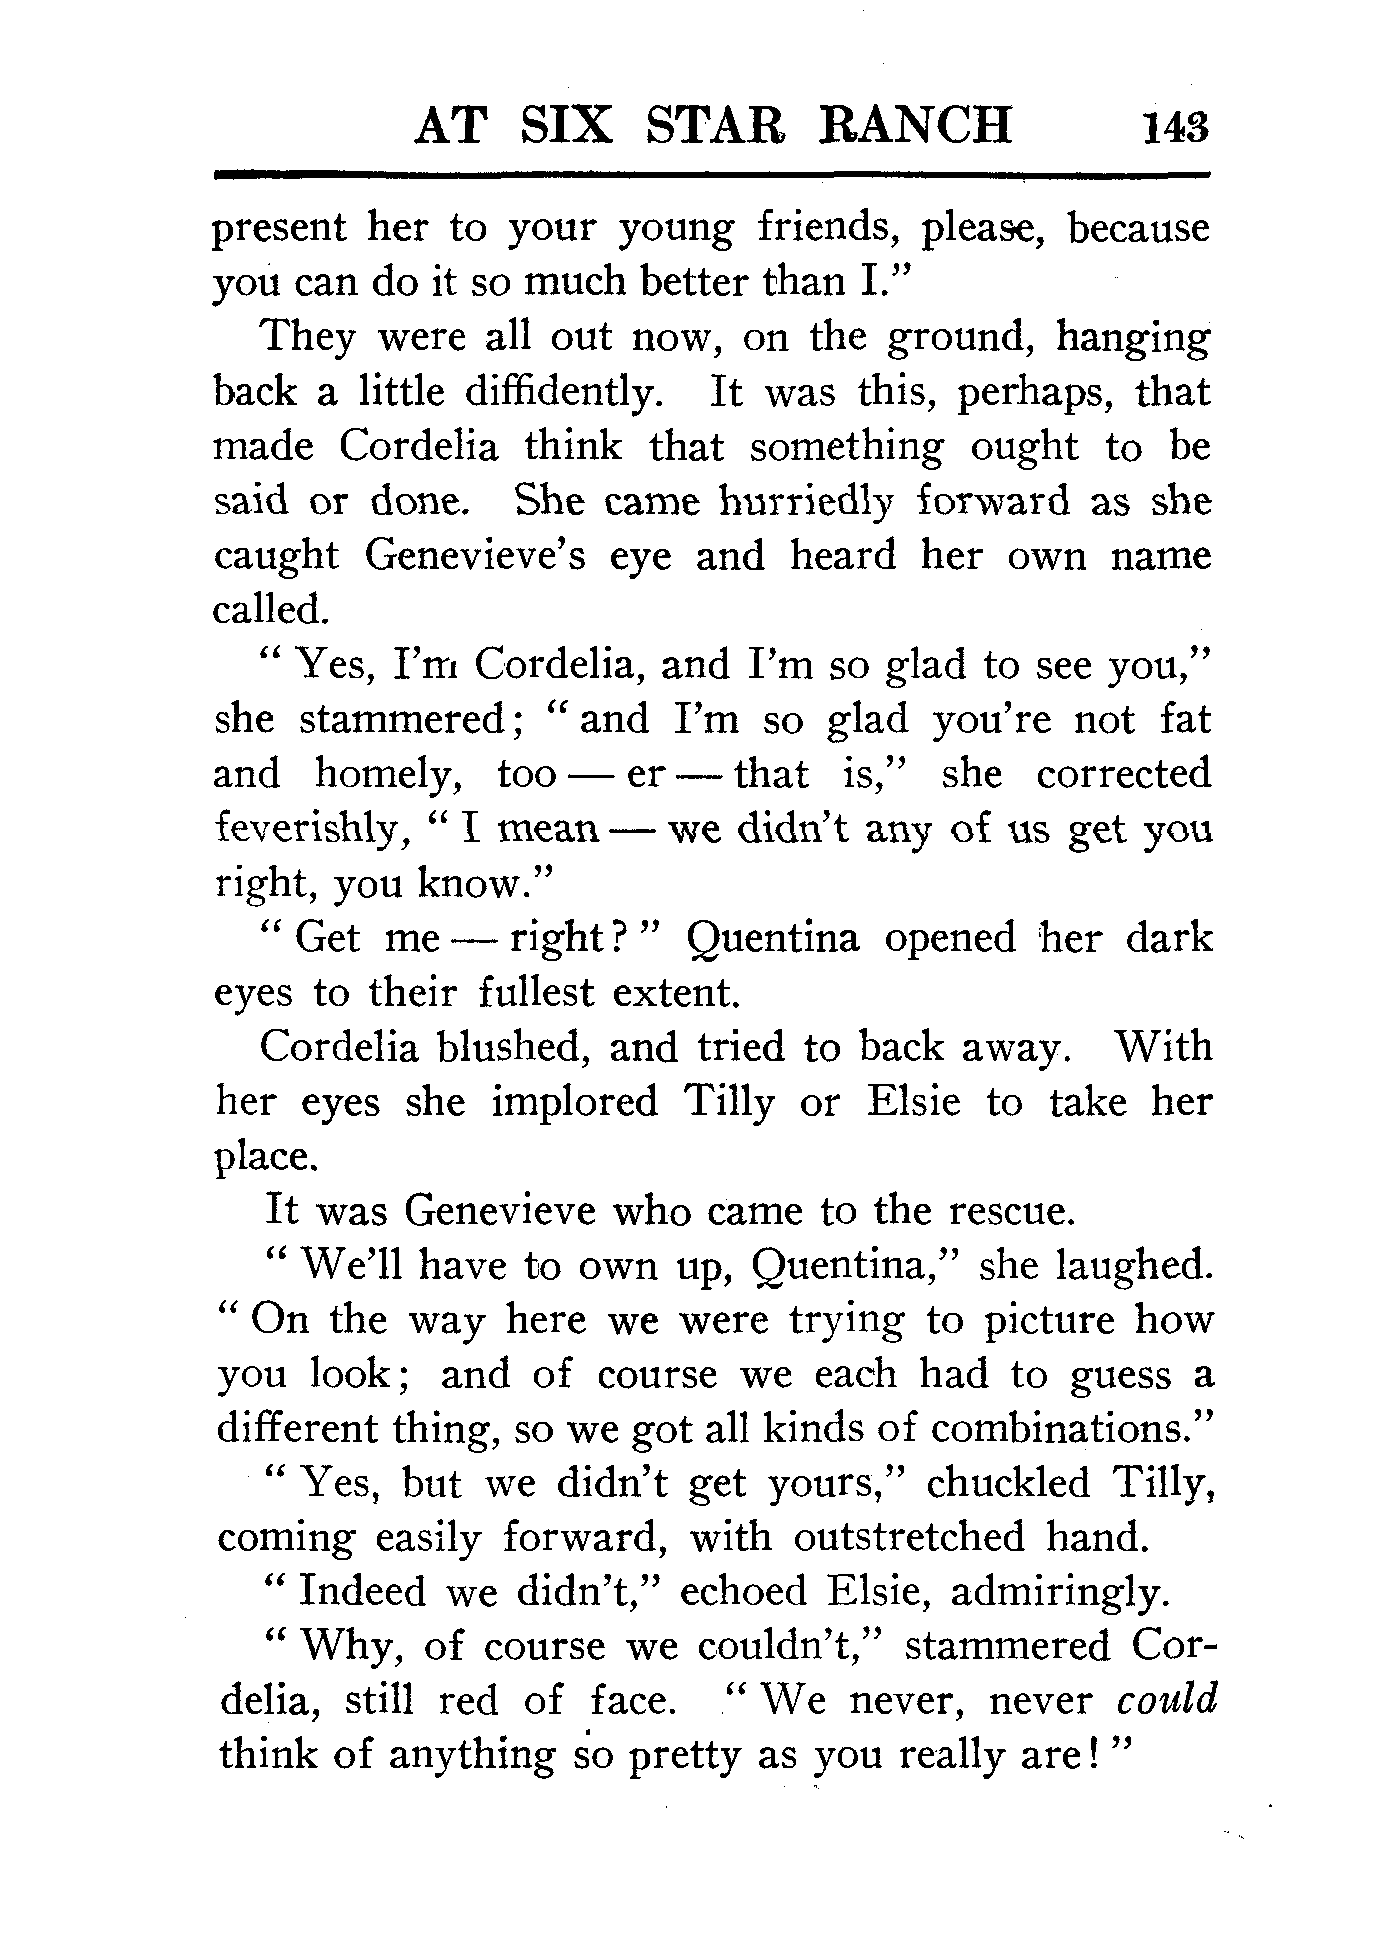 AT SIX STAR RANCH 143
present her to your young friends, please, because
you can do it so much better than I."
They were all out now, on the ground, hanging
back a little diffidently. It was this, perhaps, that
made Cordelia think that something ought to be
said or done. She came hurriedly forward as she
caught Genevieve's eye and heard her own name
called.
" Yes, I'm Cordelia, and I'm so glad to see you,"
she stammered; " and I'm so glad you're not fat
and homely, too — er — that is," she corrected
feverishly, " I mean — we didn't any of us get you
right, you know."
" Get me — right? " Quentina opened her dark
eyes to their fullest extent.
Cordelia blushed, and tried to back away. With
her eyes she implored Tilly or Elsie to take her
place.
It was Genevieve who came to the rescue.
" We'll have to own up, Quentina," she laughed.
" On the way here we were trying to picture how
you look; and of course we each had to guess a
different thing, so we got all kinds of combinations."
" Yes, but we didn't get yours," chuckled Tilly,
coming easily forward, with outstretched hand.
" Indeed we didn't," echoed Elsie, admiringly.
" Why, of course we couldn't," stammered Cor-
delia, still red of face. " We never, never could
think of anything so pretty as you really are! "